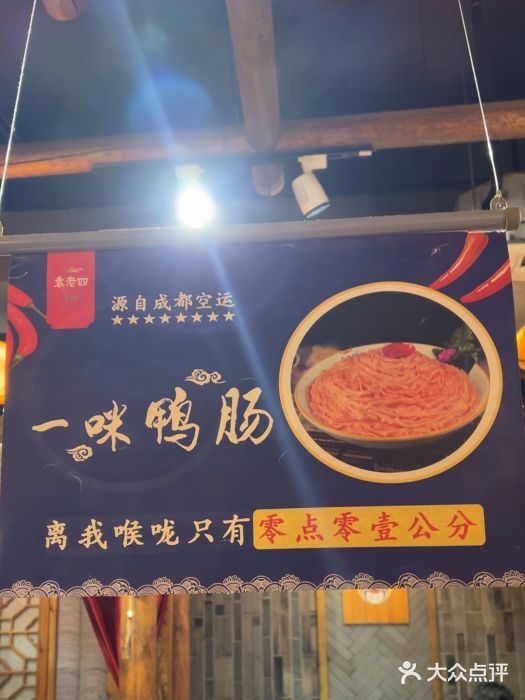 袁老四
源自成都空运
一咪鸭肠
离我喉咙只有零点零壹公分
大众点评